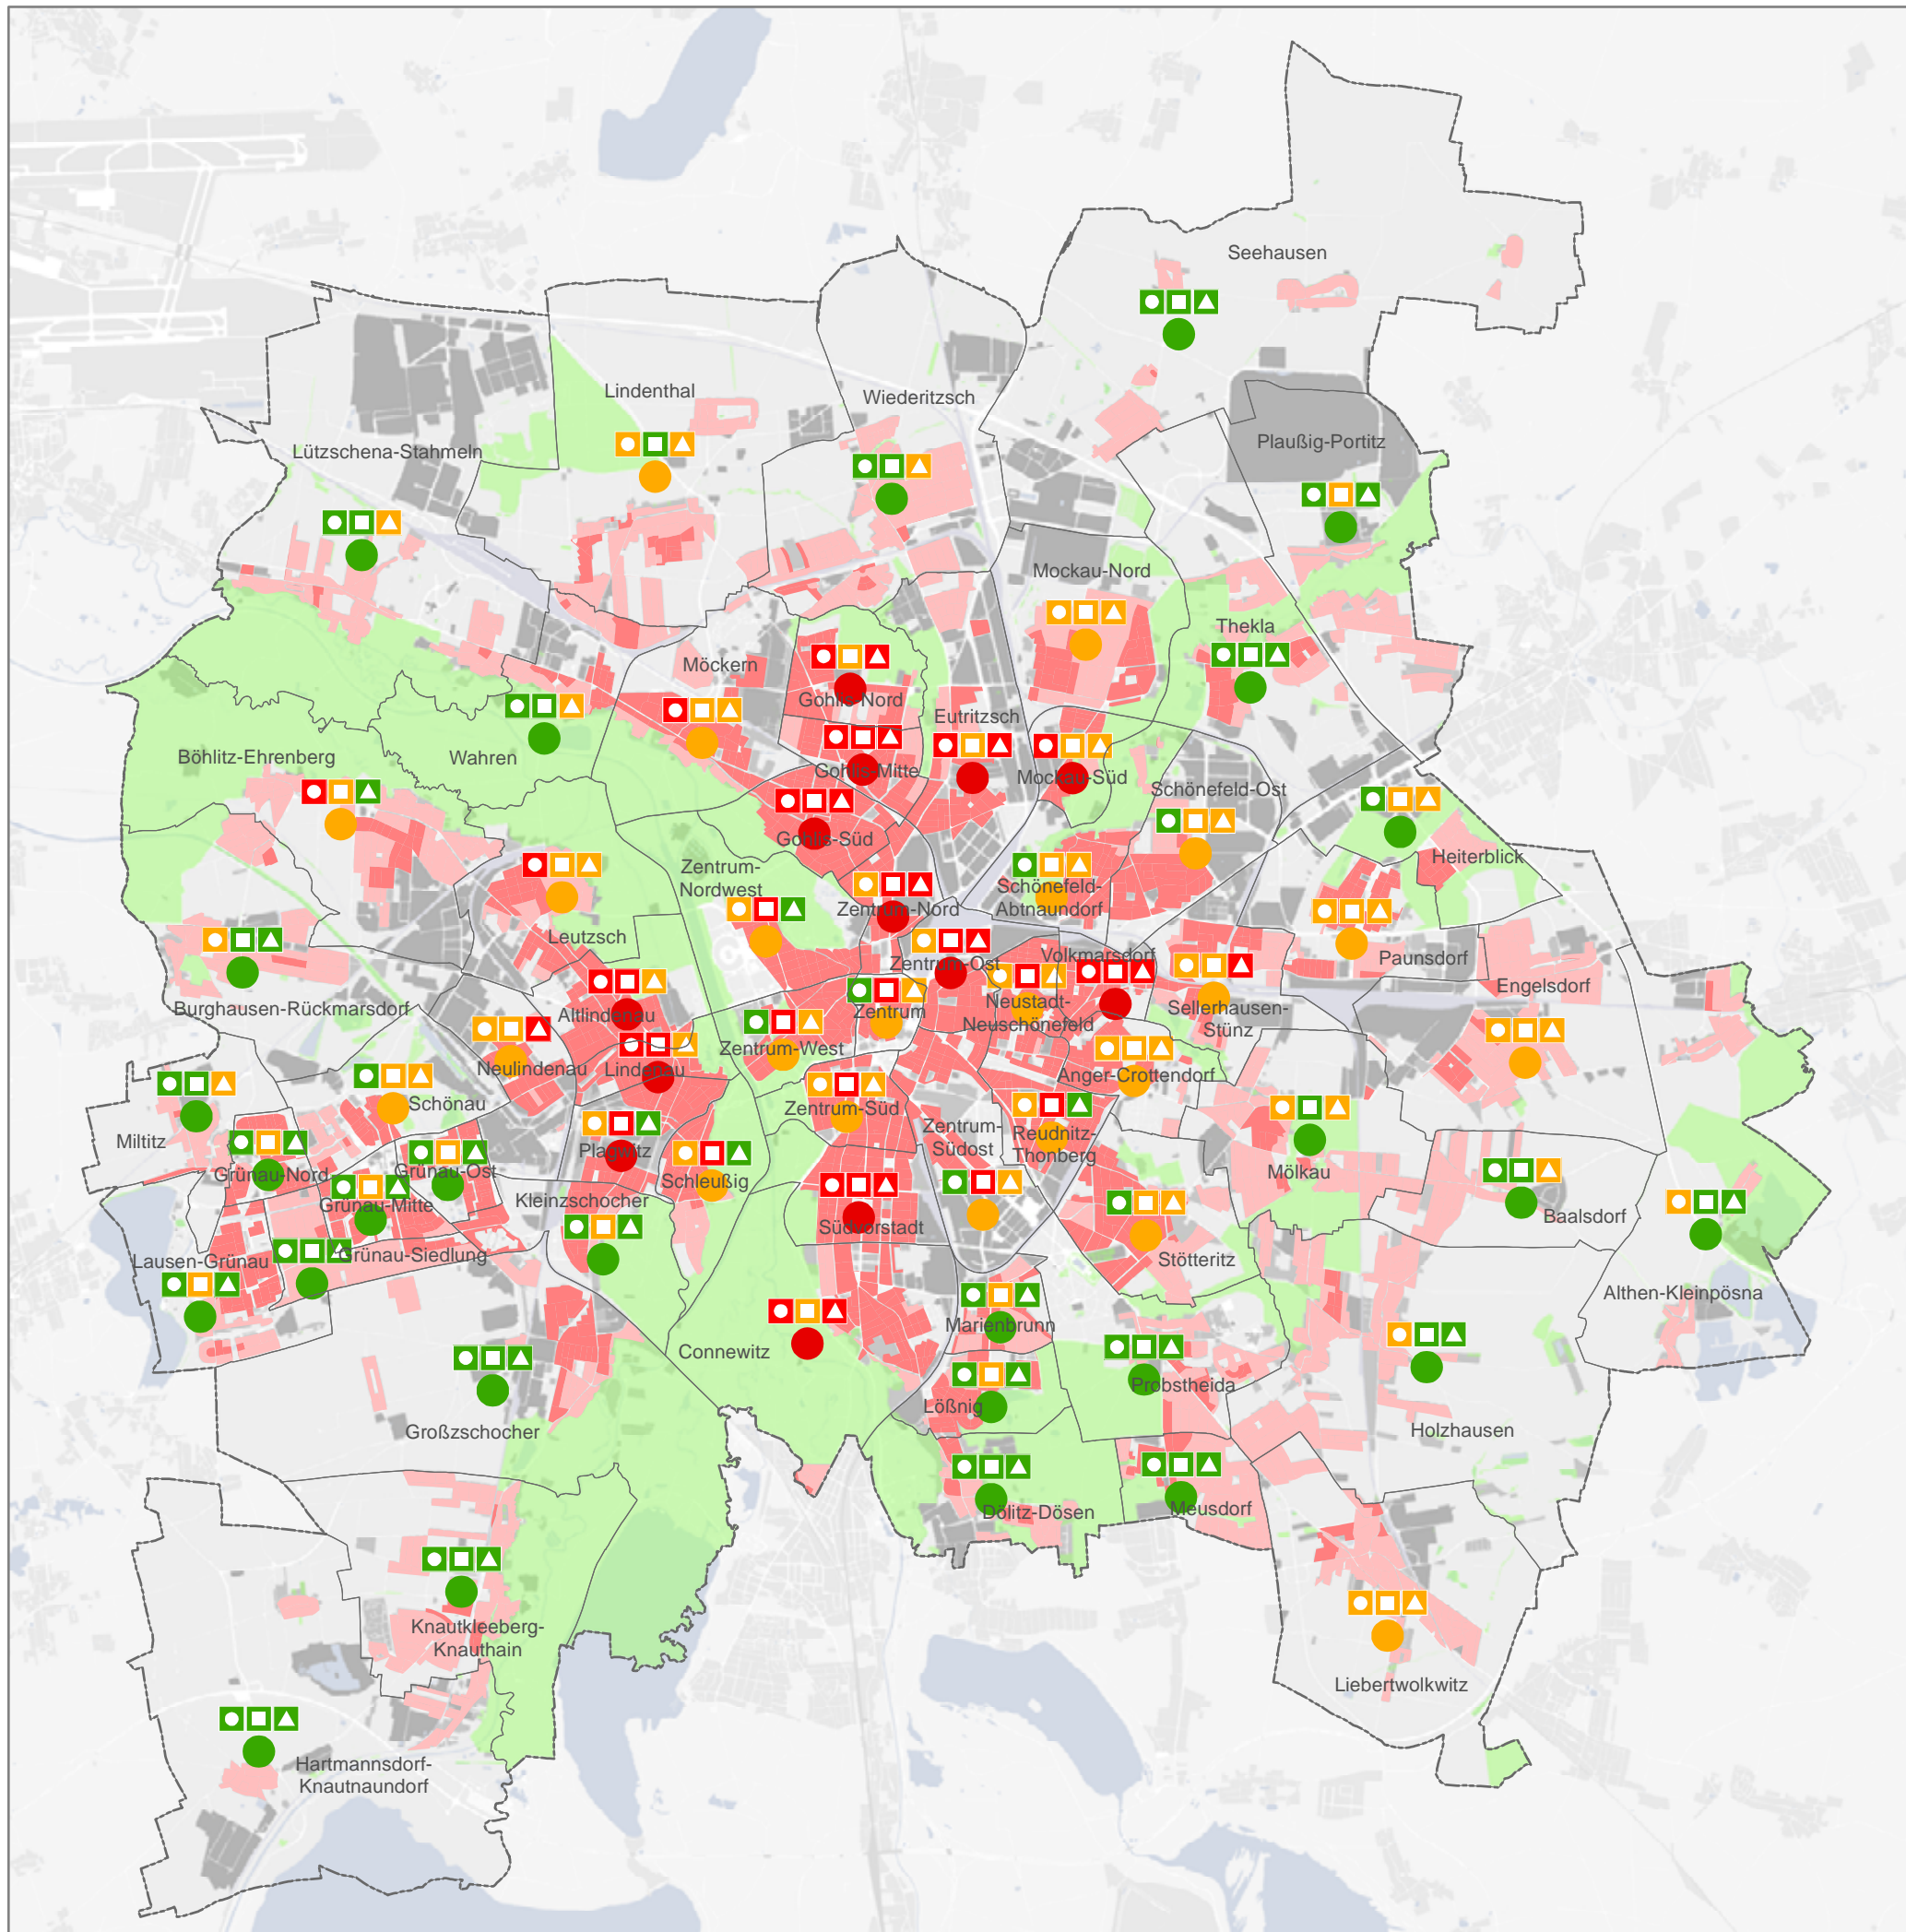 Seehausen
Lindenthal
Wiederitzsch
Plaußig-Portitz
Lützschena-Stahmeln
Mockau-Nord
Thekla
Möckern
Gohlis-Nord
Eutritzsch
Böhlitz-Ehrenberg
Wahren
Gohlis-Mitte
Mockau-Süd
Schönefeld-Ost
Gohlis-Süd
Heiterblick
Zentrum-
Nordwest
Schönefeld-
Abtnaundorf
Zentrum-Nord
Leutzsch
Volkmarsdorf
Paunsdorf
Zentrum-Ost
Engelsdorf
Burghausen-Rückmarsdorf
Altlindenau
Zentrum
Neustadt-
Neuschönefeld
Sellerhausen-
Stünz
Zentrum-West
Neulindenau
Lindenau
Anger-Crottendorf
Schönau
Zentrum-Süd
Miltitz
Zentrum-
Südost
Reudnitz-
Thonberg
Plagwitz
Grünau-Nord
Grünau-Ost
Schleußig
Mölkau
Grünau-Mitte
Kleinzschocher
Baalsdorf
Südvorstadt
Lausen-Grünau
Grünau-Siedlung
Stötteritz
Althen-Kleinpösna
Marienbrunn
Connewitz
Probstheida
Lößnig
Großzschocher
Holzhausen
Dölitz-Dösen
Meusdorf
Knautkleeberg-
Knauthain
Liebertwolkwitz
Hartmannsdorf-
Knautnaundorf